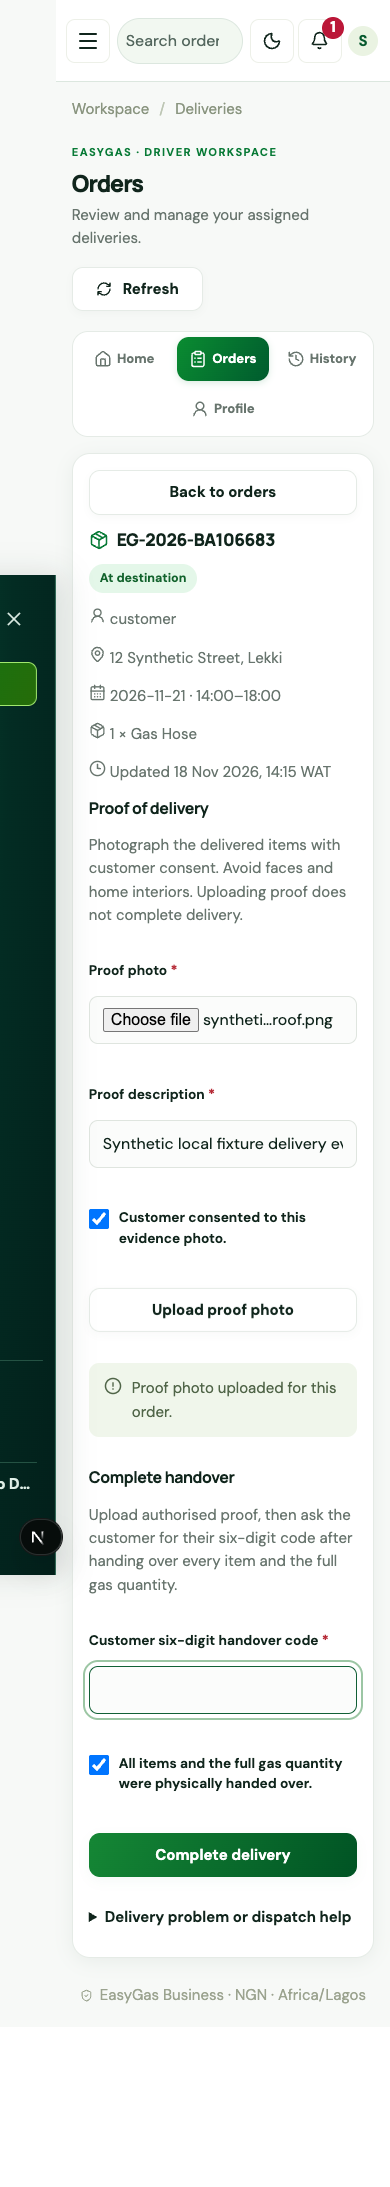 Search order
1
S
Workspace / Deliveries
EASYGAS · DRIVER WORKSPACE
Orders
Review and manage your assigned
deliveries.
Refresh
Home
Orders
History
Profile
Back to orders
EG-2026-BA106683
At destination
customer
12 Synthetic Street, Lekki
2026-11-21 · 14:00–18:00
1 × Gas Hose
Updated 18 Nov 2026, 14:15 WAT
Proof of delivery
Photograph the delivered items with
customer consent. Avoid faces and
home interiors. Uploading proof does
not complete delivery.
Proof photo *
Choose file syntheti...roof.png
Proof description *
Synthetic local fixture delivery ev
Customer consented to this
evidence photo.
Upload proof photo
Proof photo uploaded for this
order.
Complete handover
p D...
N
Upload authorised proof, then ask the
customer for their six-digit code after
handing over every item and the full
gas quantity.
Customer six-digit handover code *
All items and the full gas quantity
were physically handed over.
Complete delivery
Delivery problem or dispatch help
EasyGas Business · NGN · Africa/Lagos